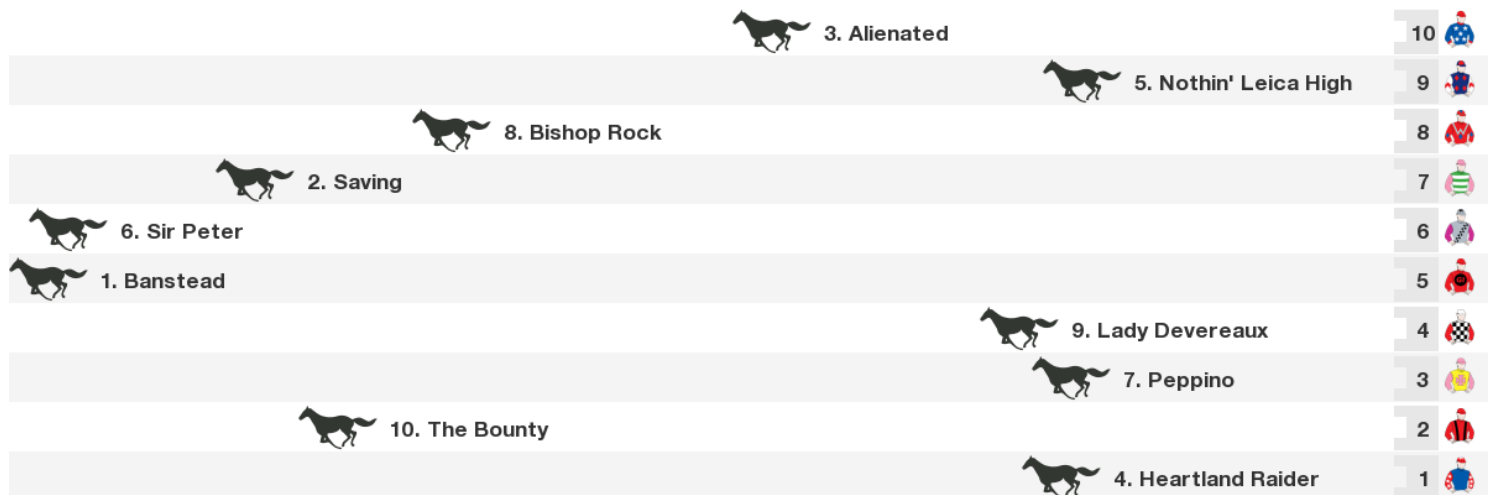 3. Alienated 10
5. Nothin' Leica High 9
8. Bishop Rock 8
2. Saving 7
6. Sir Peter 6
1. Banstead 5
9. Lady Devereaux 4
7. Peppino 3
10. The Bounty 2
4. Heartland Raider 1